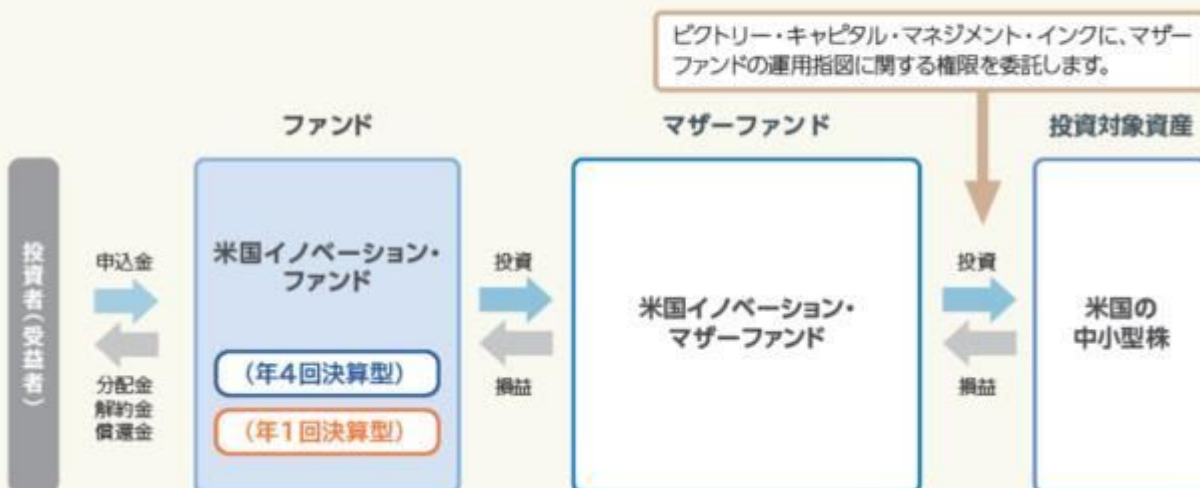 ビクトリー・キャピタル・マネジメント・インクに、マザー
ファンドの運用指図に関する権限を委託します。
ファンド
マザーファンド
投資対象資産
投資者(受益者)
申込金
分配金
解約金
償還金
米国イノベーション・
ファンド
(年4回決算型)
(年1回決算型)
投資
損益
米国イノベーション・
マザーファンド
投資
損益
米国の
中小型株